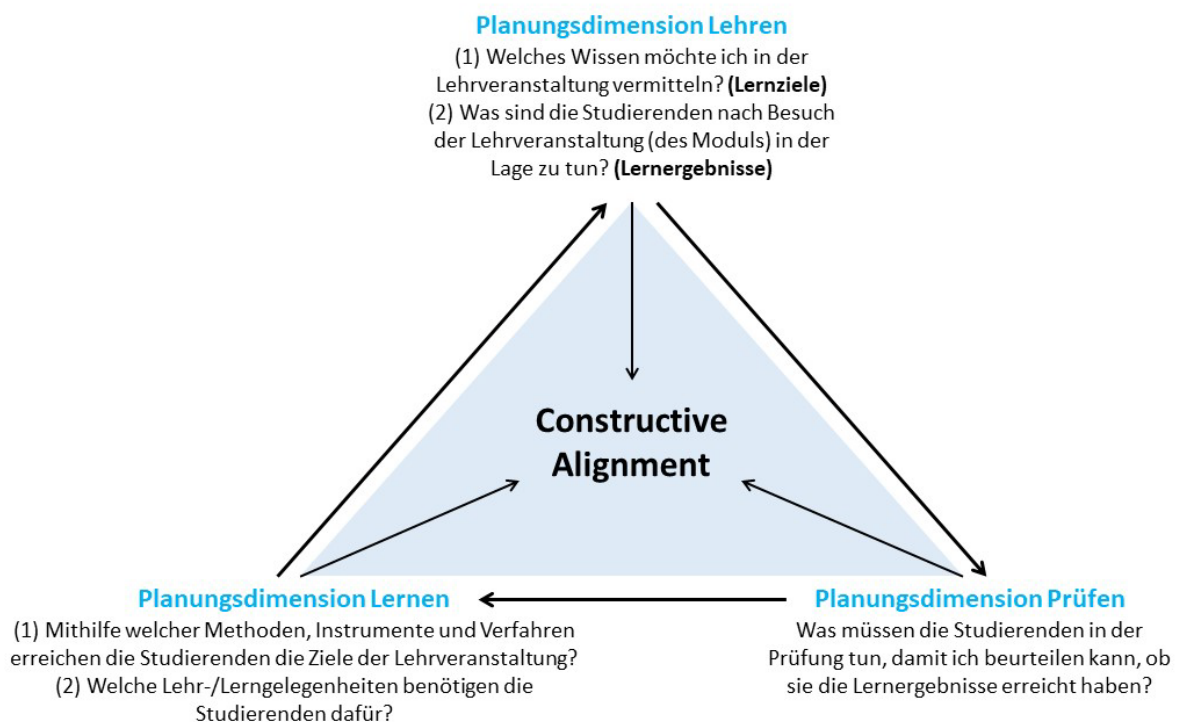 Planungsdimension Lehren
(1) Welches Wissen möchte ich in der
Lehrveranstaltung vermitteln? (Lernziele)
(2) Was sind die Studierenden nach Besuch
der Lehrveranstaltung (des Moduls) in der
Lage zu tun? (Lernergebnisse)
Constructive
Alignment
Planungsdimension Lernen
(1) Mithilfe welcher Methoden, Instrumente und Verfahren
erreichen die Studierenden die Ziele der Lehrveranstaltung?
(2) Welche Lehr-/Lerngelegenheiten benötigen die
Studierenden dafür?
Planungsdimension Prüfen
Was müssen die Studierenden in der
Prüfung tun, damit ich beurteilen kann, ob
sie die Lernergebnisse erreicht haben?